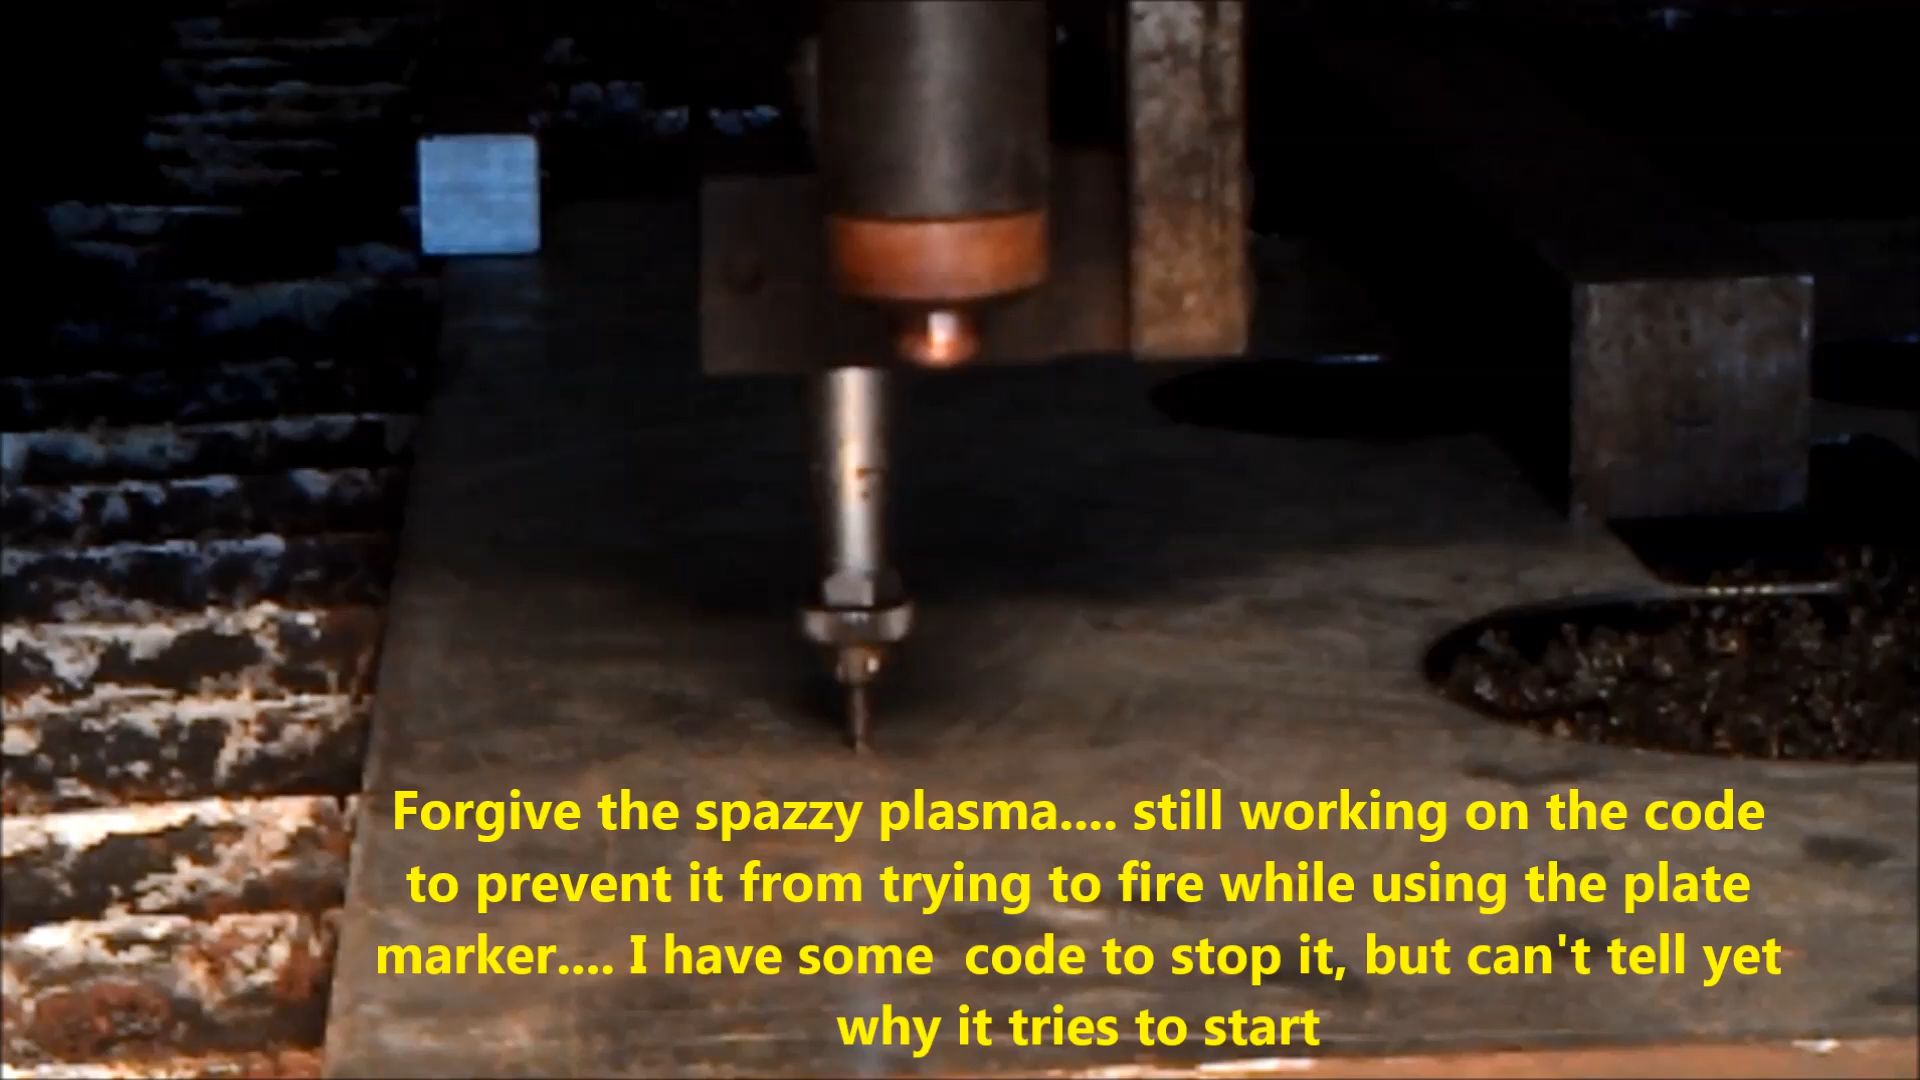 Forgive the spazzy plasma.... still working on the code
to prevent it from trying to fire while using the plate
marker.... I have some  code to stop it, but can't tell yet
why it tries to start